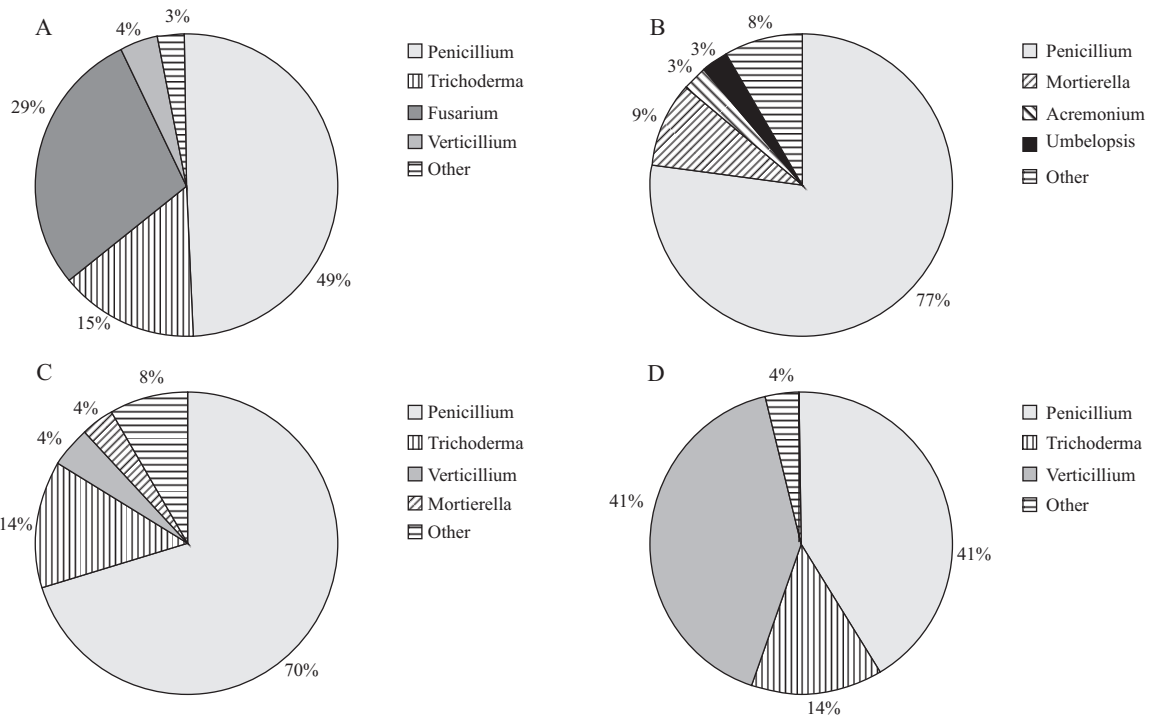 A
3%
4%
29%
15%
49%
Penicillium
Trichoderma
Fusarium
Verticillium
Other
B
8%
3%
3%
9%
77%
Penicillium
Mortierella
Acremonium
Umbelopsis
Other
C
8%
4%
4%
14%
70%
Penicillium
Trichoderma
Verticillium
Mortierella
Other
D
4%
41%
41%
14%
Penicillium
Trichoderma
Verticillium
Other